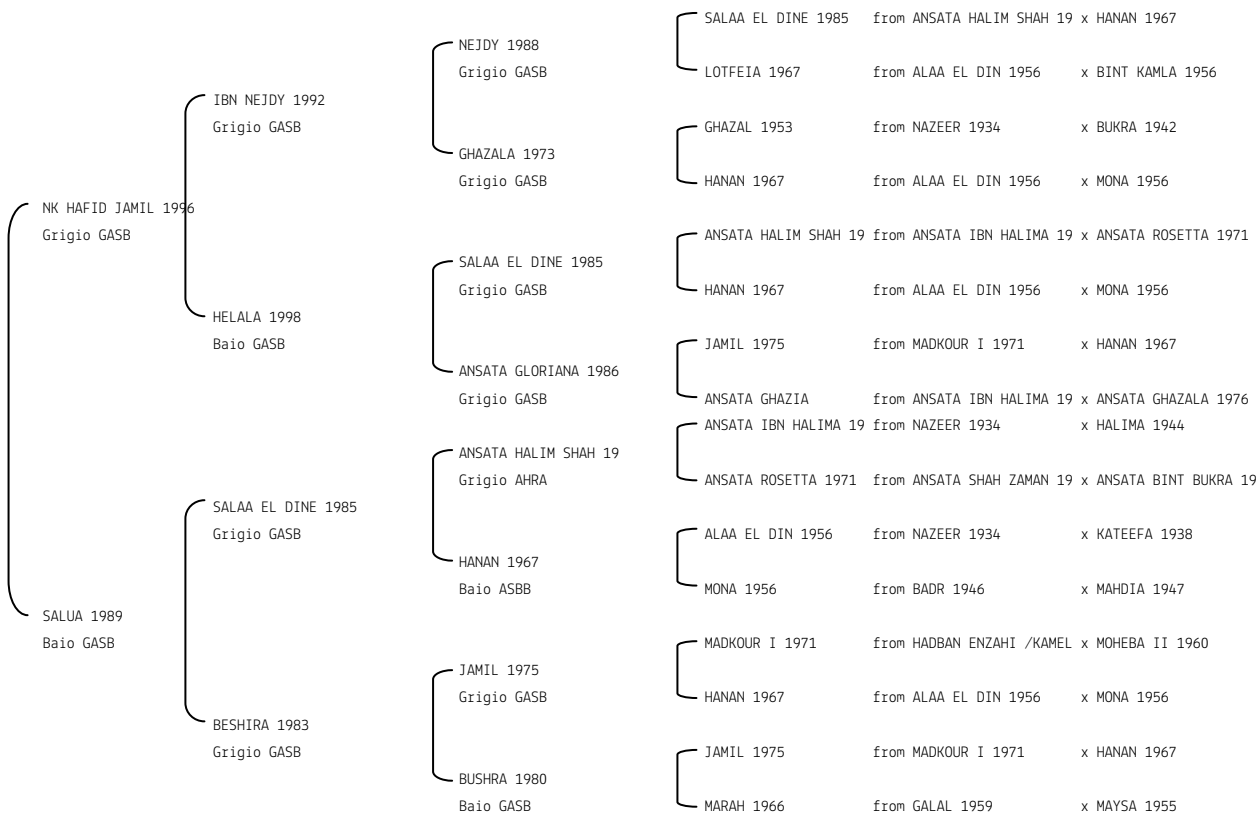 SALAA EL DINE 1985 from ANSATA HALIM SHAH 19 x HANAN 1967
NEJDY 1988
Grigio GASB
LOTFEIA 1967 from ALAA EL DIN 1956 x BINT KAMLA 1956
IBN NEJDY 1992
Grigio GASB
GHAZAL 1953 from NAZEER 1934 x BUKRA 1942
GHAZALA 1973
Grigio GASB
HANAN 1967 from ALAA EL DIN 1956 x MONA 1956
NK HAFID JAMIL 1996
Grigio GASB
ANSATA HALIM SHAH 19 from ANSATA IBN HALIMA 19 x ANSATA ROSETTA 1971
SALAA EL DINE 1985
Grigio GASB
HANAN 1967 from ALAA EL DIN 1956 x MONA 1956
HELALA 1998
Baio GASB
JAMIL 1975 from MADKOUR I 1971 x HANAN 1967
ANSATA GLORIANA 1986
Grigio GASB
ANSATA GHAZIA from ANSATA IBN HALIMA 19 x ANSATA GHAZALA 1976
ANSATA IBN HALIMA 19 from NAZEER 1934 x HALIMA 1944
ANSATA HALIM SHAH 19
Grigio AHRA
ANSATA ROSETTA 1971 from ANSATA SHAH ZAMAN 19 x ANSATA BINT BUKRA 19
SALAA EL DINE 1985
Grigio GASB
ALAA EL DIN 1956 from NAZEER 1934 x KATEEFA 1938
HANAN 1967
Baio ASBB
MONA 1956 from BADR 1946 x MAHDIA 1947
SALUA 1989
Baio GASB
MADKOUR I 1971 from HADBAN ENZAHI /KAMEL x MOHEBA II 1960
JAMIL 1975
Grigio GASB
HANAN 1967 from ALAA EL DIN 1956 x MONA 1956
BESHIRA 1983
Grigio GASB
JAMIL 1975 from MADKOUR I 1971 x HANAN 1967
BUSHRA 1980
Baio GASB
MARAH 1966 from GALAL 1959 x MAYSA 1955